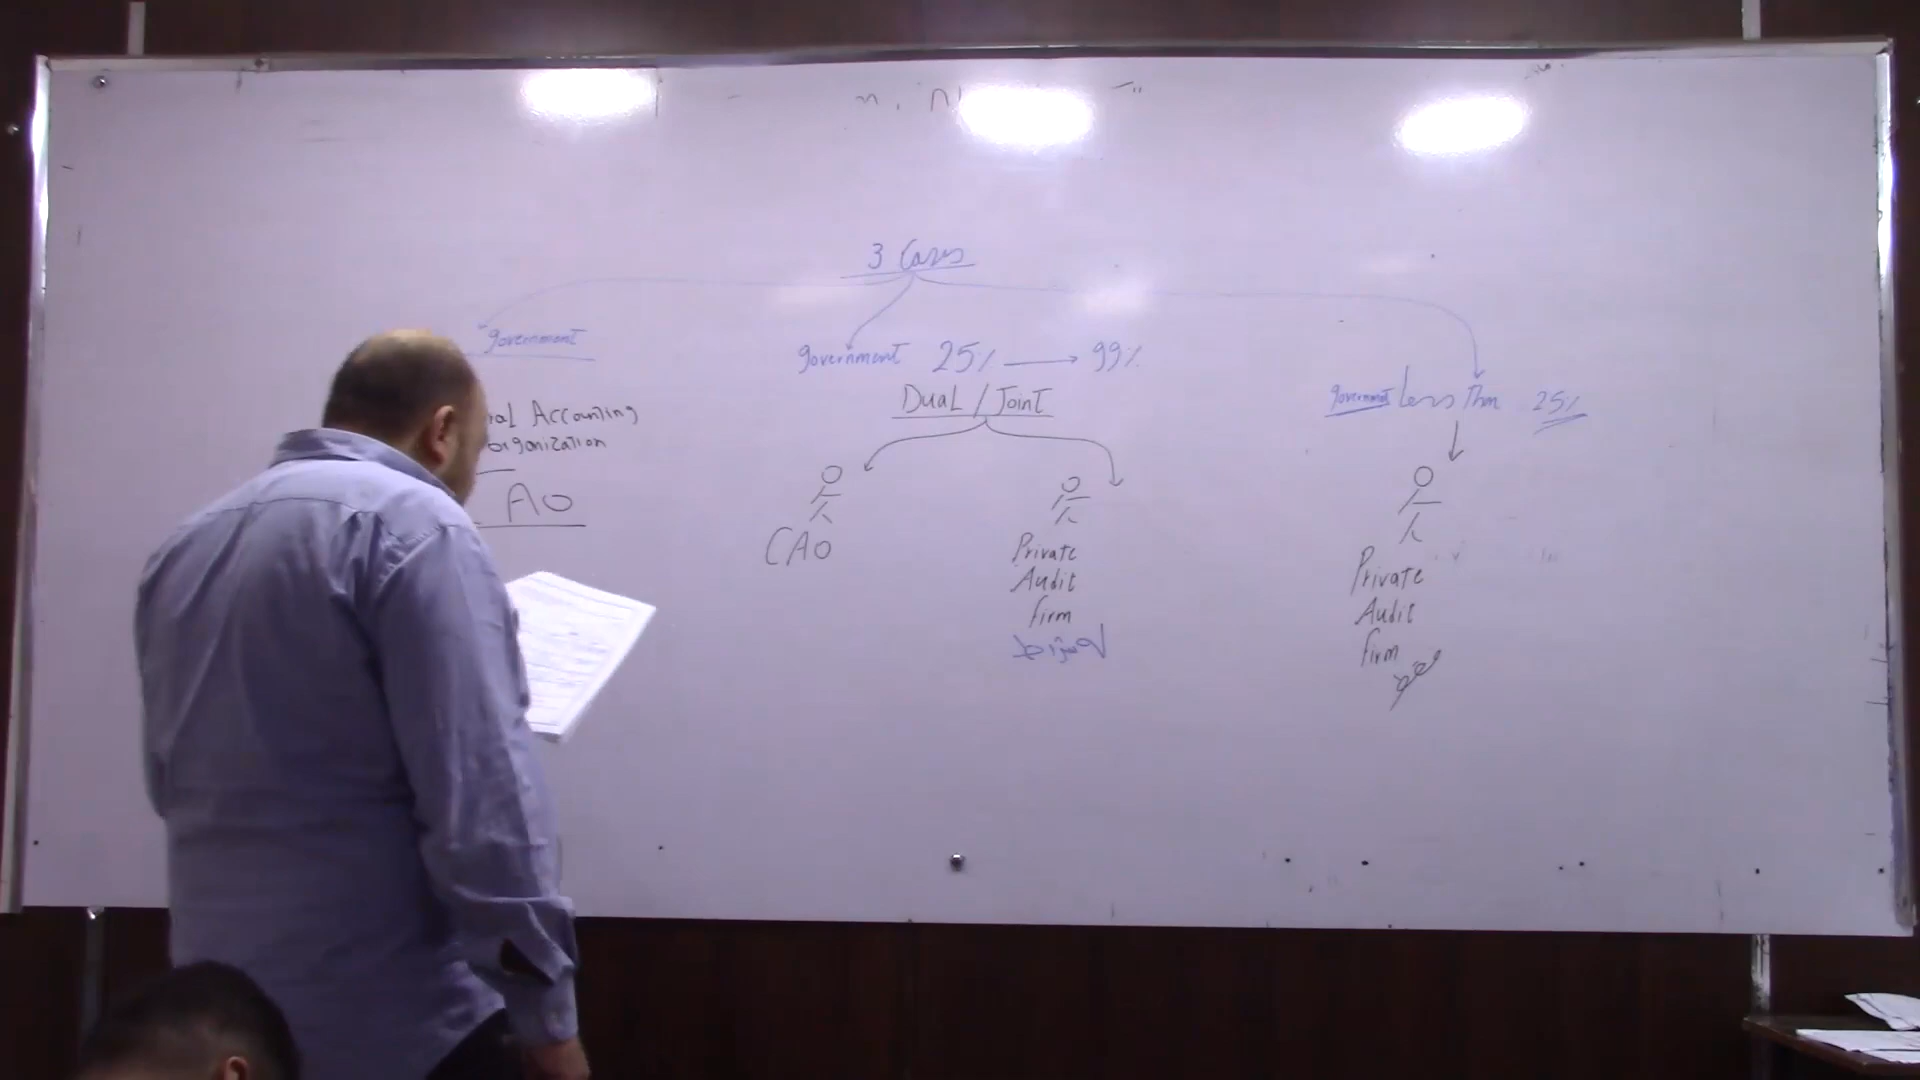 3 Cases
government
government 25% → 99%
government Less Than 25%
Dual / Joint
Accounting
organization
AO
CAO
Private
Audit
firm
Private
Audit
firm